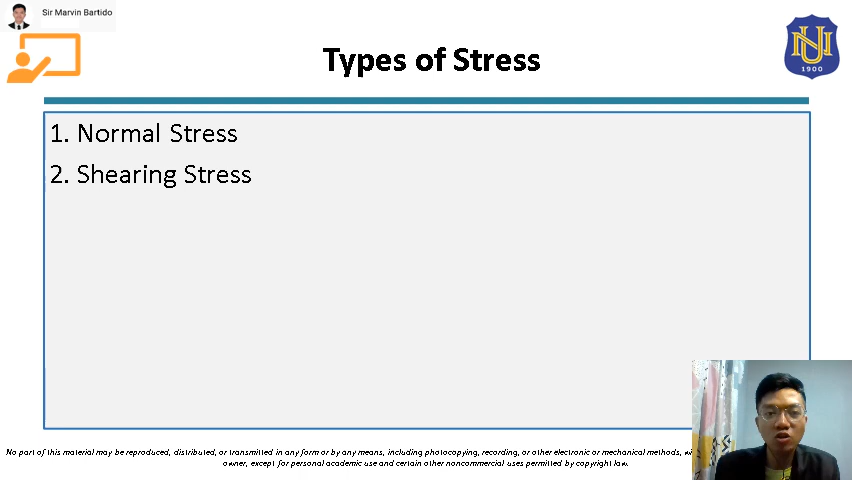 Sir Marvin Bartido
Types of Stress
NU
1900
1. Normal Stress
2. Shearing Stress
No part of this material may be reproduced, distributed, or transmitted in any form or by any means, including photocopying, recording, or other electronic or mechanical methods,
owner, except for personal academic use and certain other noncommercial uses permitted by copyright law.